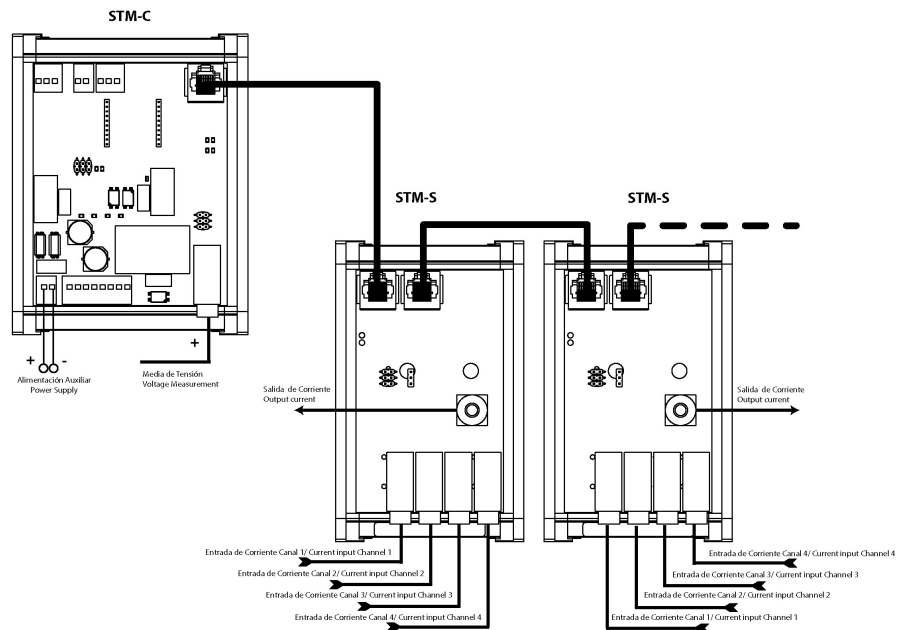 STM-C
STM-S
STM-S
+
-
Alimentación Auxiliar
Power Supply
+
Media de Tensión
Voltage Measurement
Salida de Corriente
Output current
Salida de Corriente
Output current
Entrada de Corriente Canal 1/ Current input Channel 1
Entrada de Corriente Canal 2/ Current input Channel 2
Entrada de Corriente Canal 3/ Current input Channel 3
Entrada de Corriente Canal 4/ Current input Channel 4
Entrada de Corriente Canal 4/ Current input Channel 4
Entrada de Corriente Canal 3/ Current input Channel 3
Entrada de Corriente Canal 2/ Current input Channel 2
Entrada de Corriente Canal 1/ Current input Channel 1